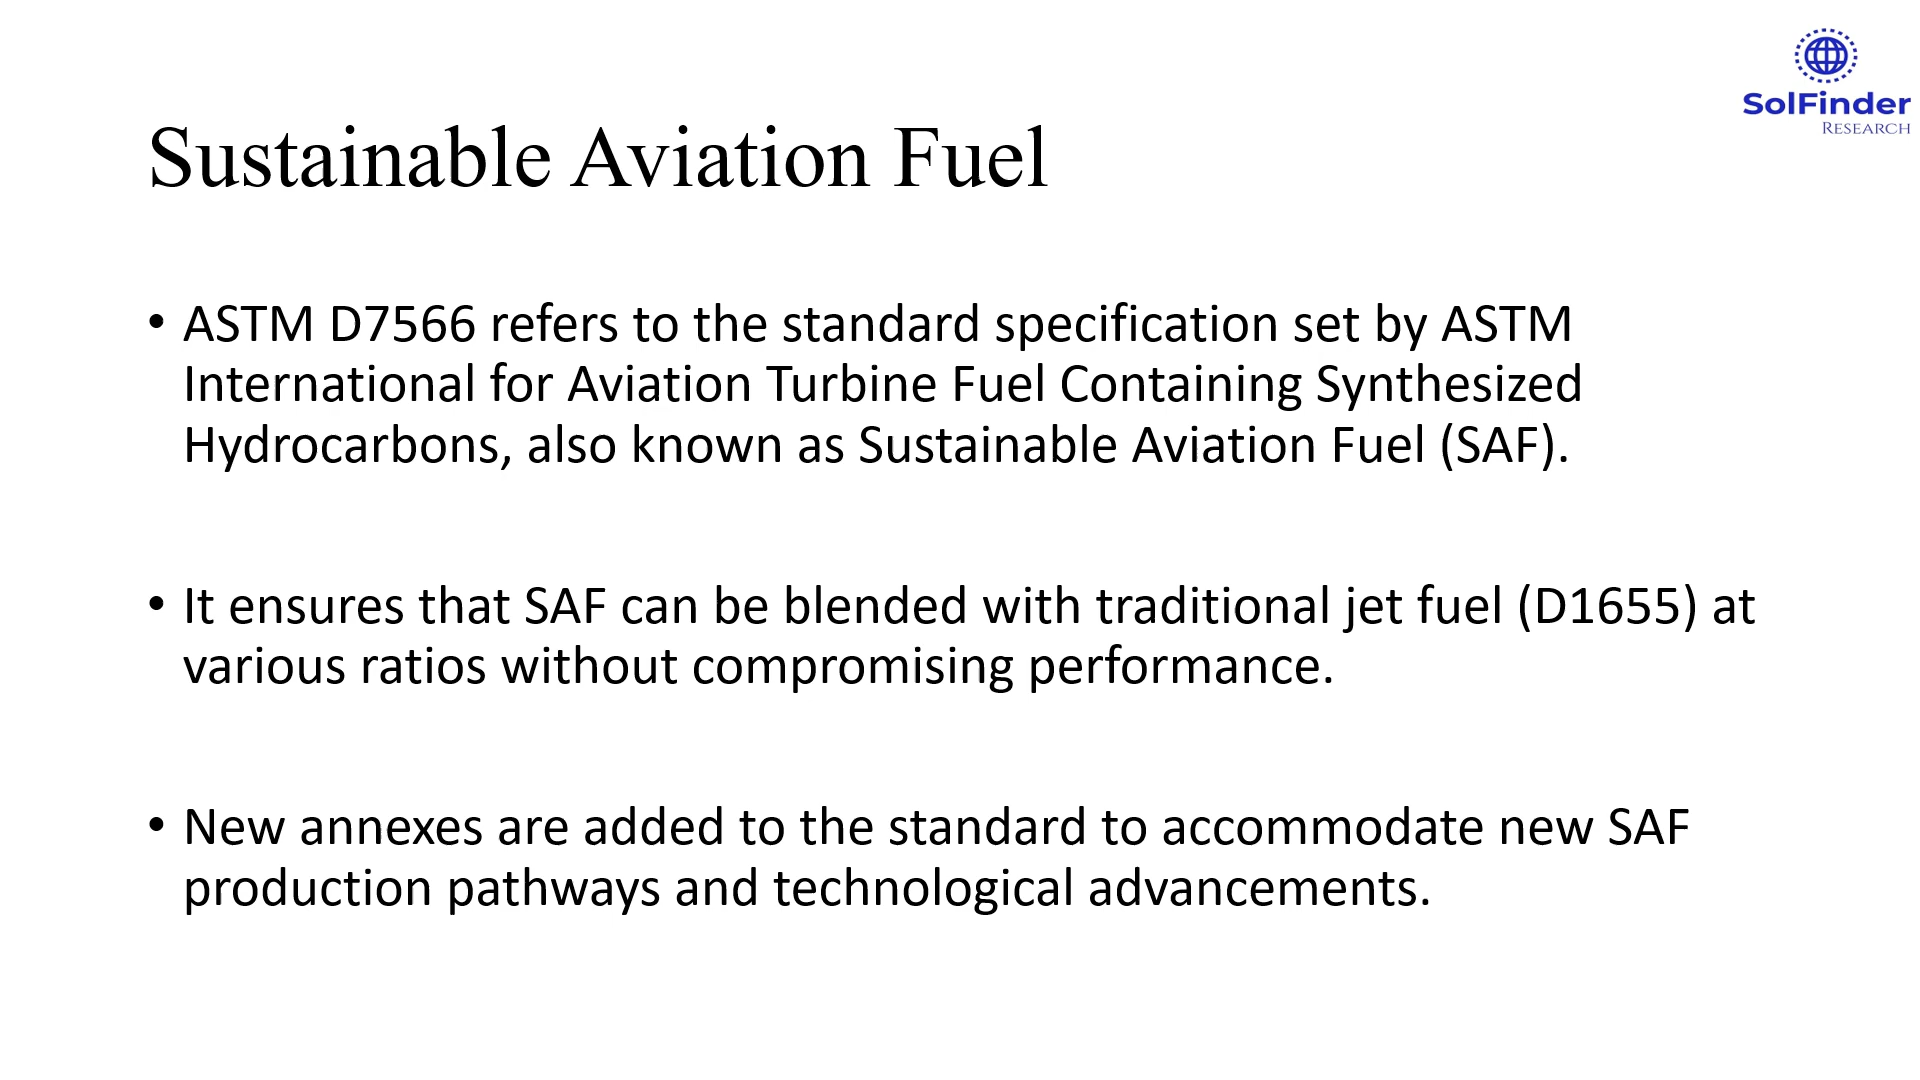 SolFinder
RESEARCH
Sustainable Aviation Fuel
• ASTM D7566 refers to the standard specification set by ASTM
International for Aviation Turbine Fuel Containing Synthesized
Hydrocarbons, also known as Sustainable Aviation Fuel (SAF).
• It ensures that SAF can be blended with traditional jet fuel (D1655) at
various ratios without compromising performance.
• New annexes are added to the standard to accommodate new SAF
production pathways and technological advancements.